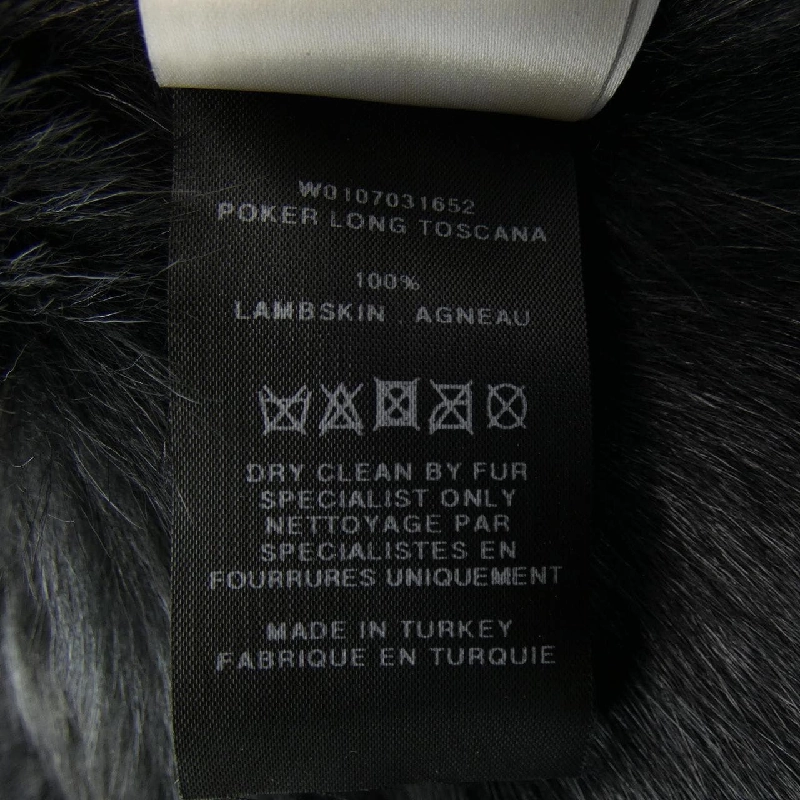 W0107031652
POKER LONG TOSCANA
100%
LAMBSKIN . AGNEAU
DRY CLEAN BY FUR
SPECIALIST ONLY
NETTOYAGE PAR
SPECIALISTES EN
FOURRURES UNIQUEMENT
MADE IN TURKEY
FABRIQUE EN TURQUIE